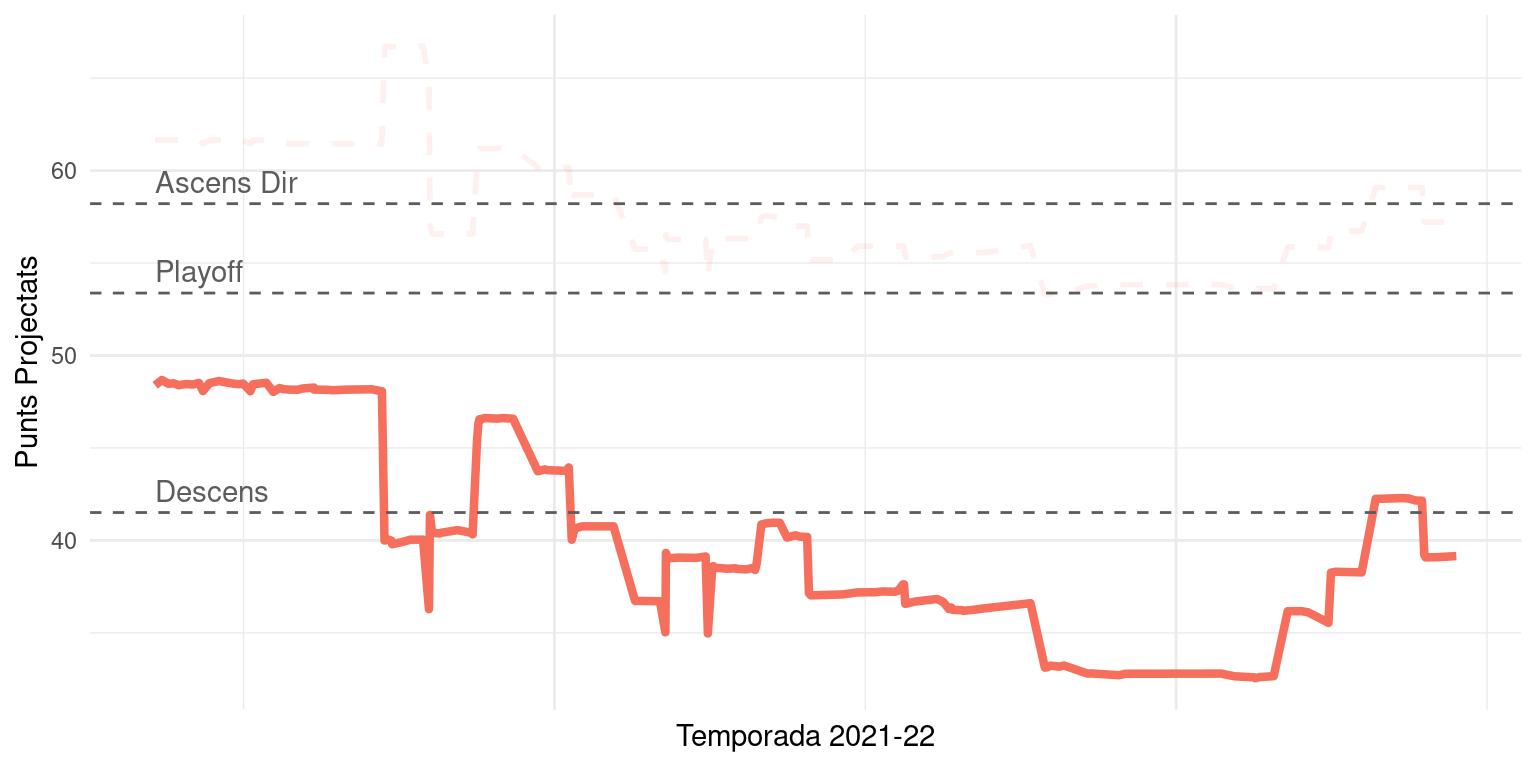 60
Ascens Dir
Playoff
50
Descens
40
Punts Projectats
Temporada 2021-22